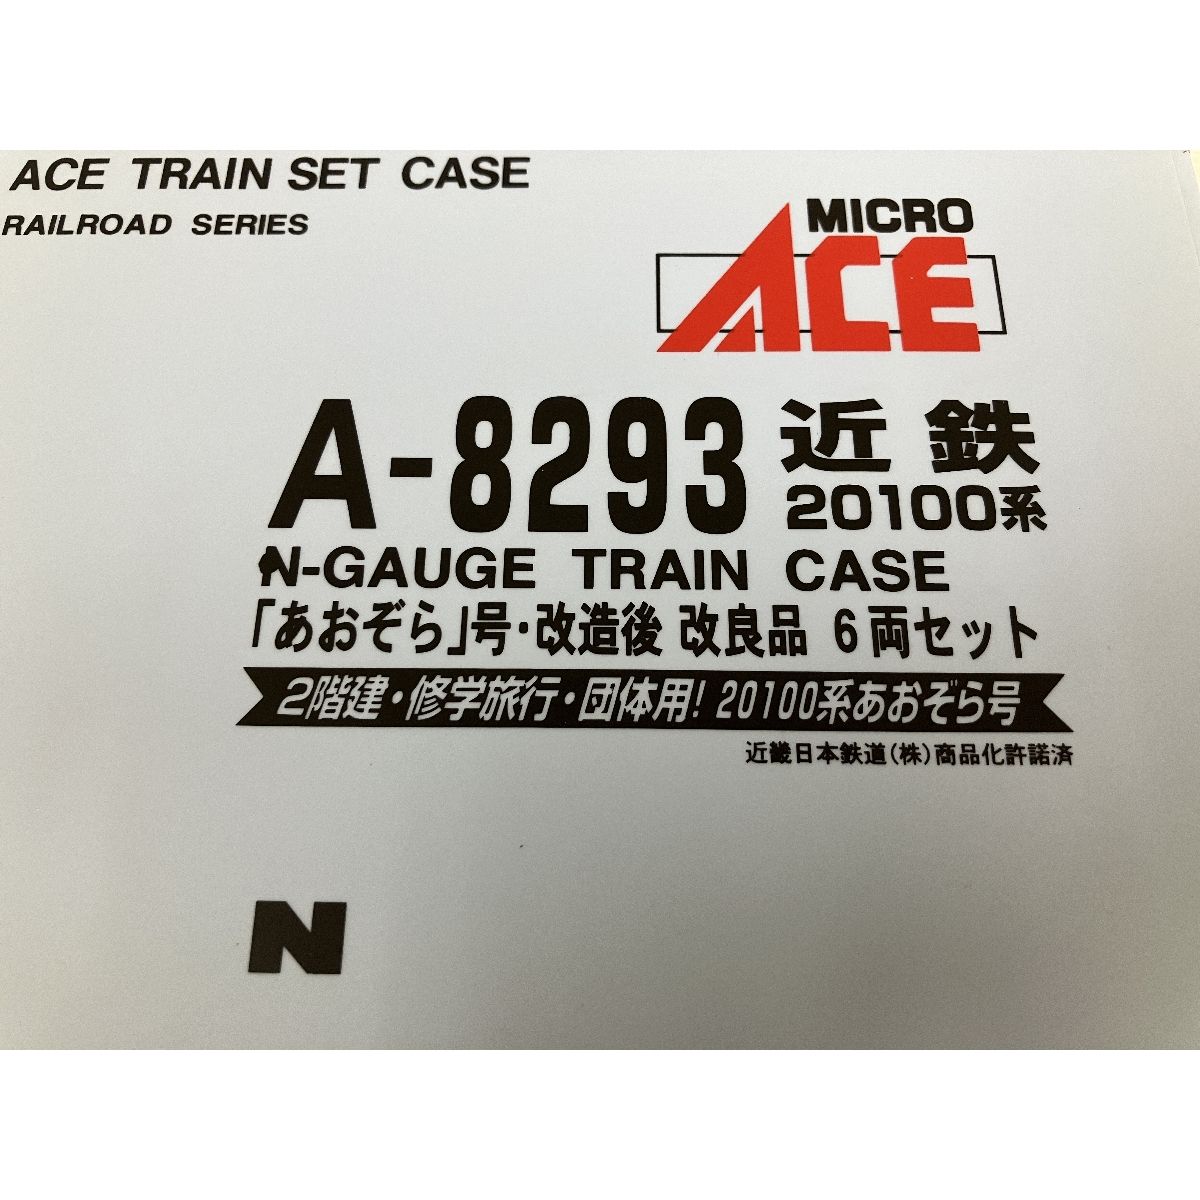 ACE TRAIN SET CASE
RAILROAD SERIES
MICRO
ACE
A-8293 近鉄
20100系
N-GAUGE TRAIN CASE
「あおぞら」号・改造後 改良品 6両セット
2階建・修学旅行・団体用! 20100系あおぞら号
近畿日本鉄道(株)商品化許諾済
N